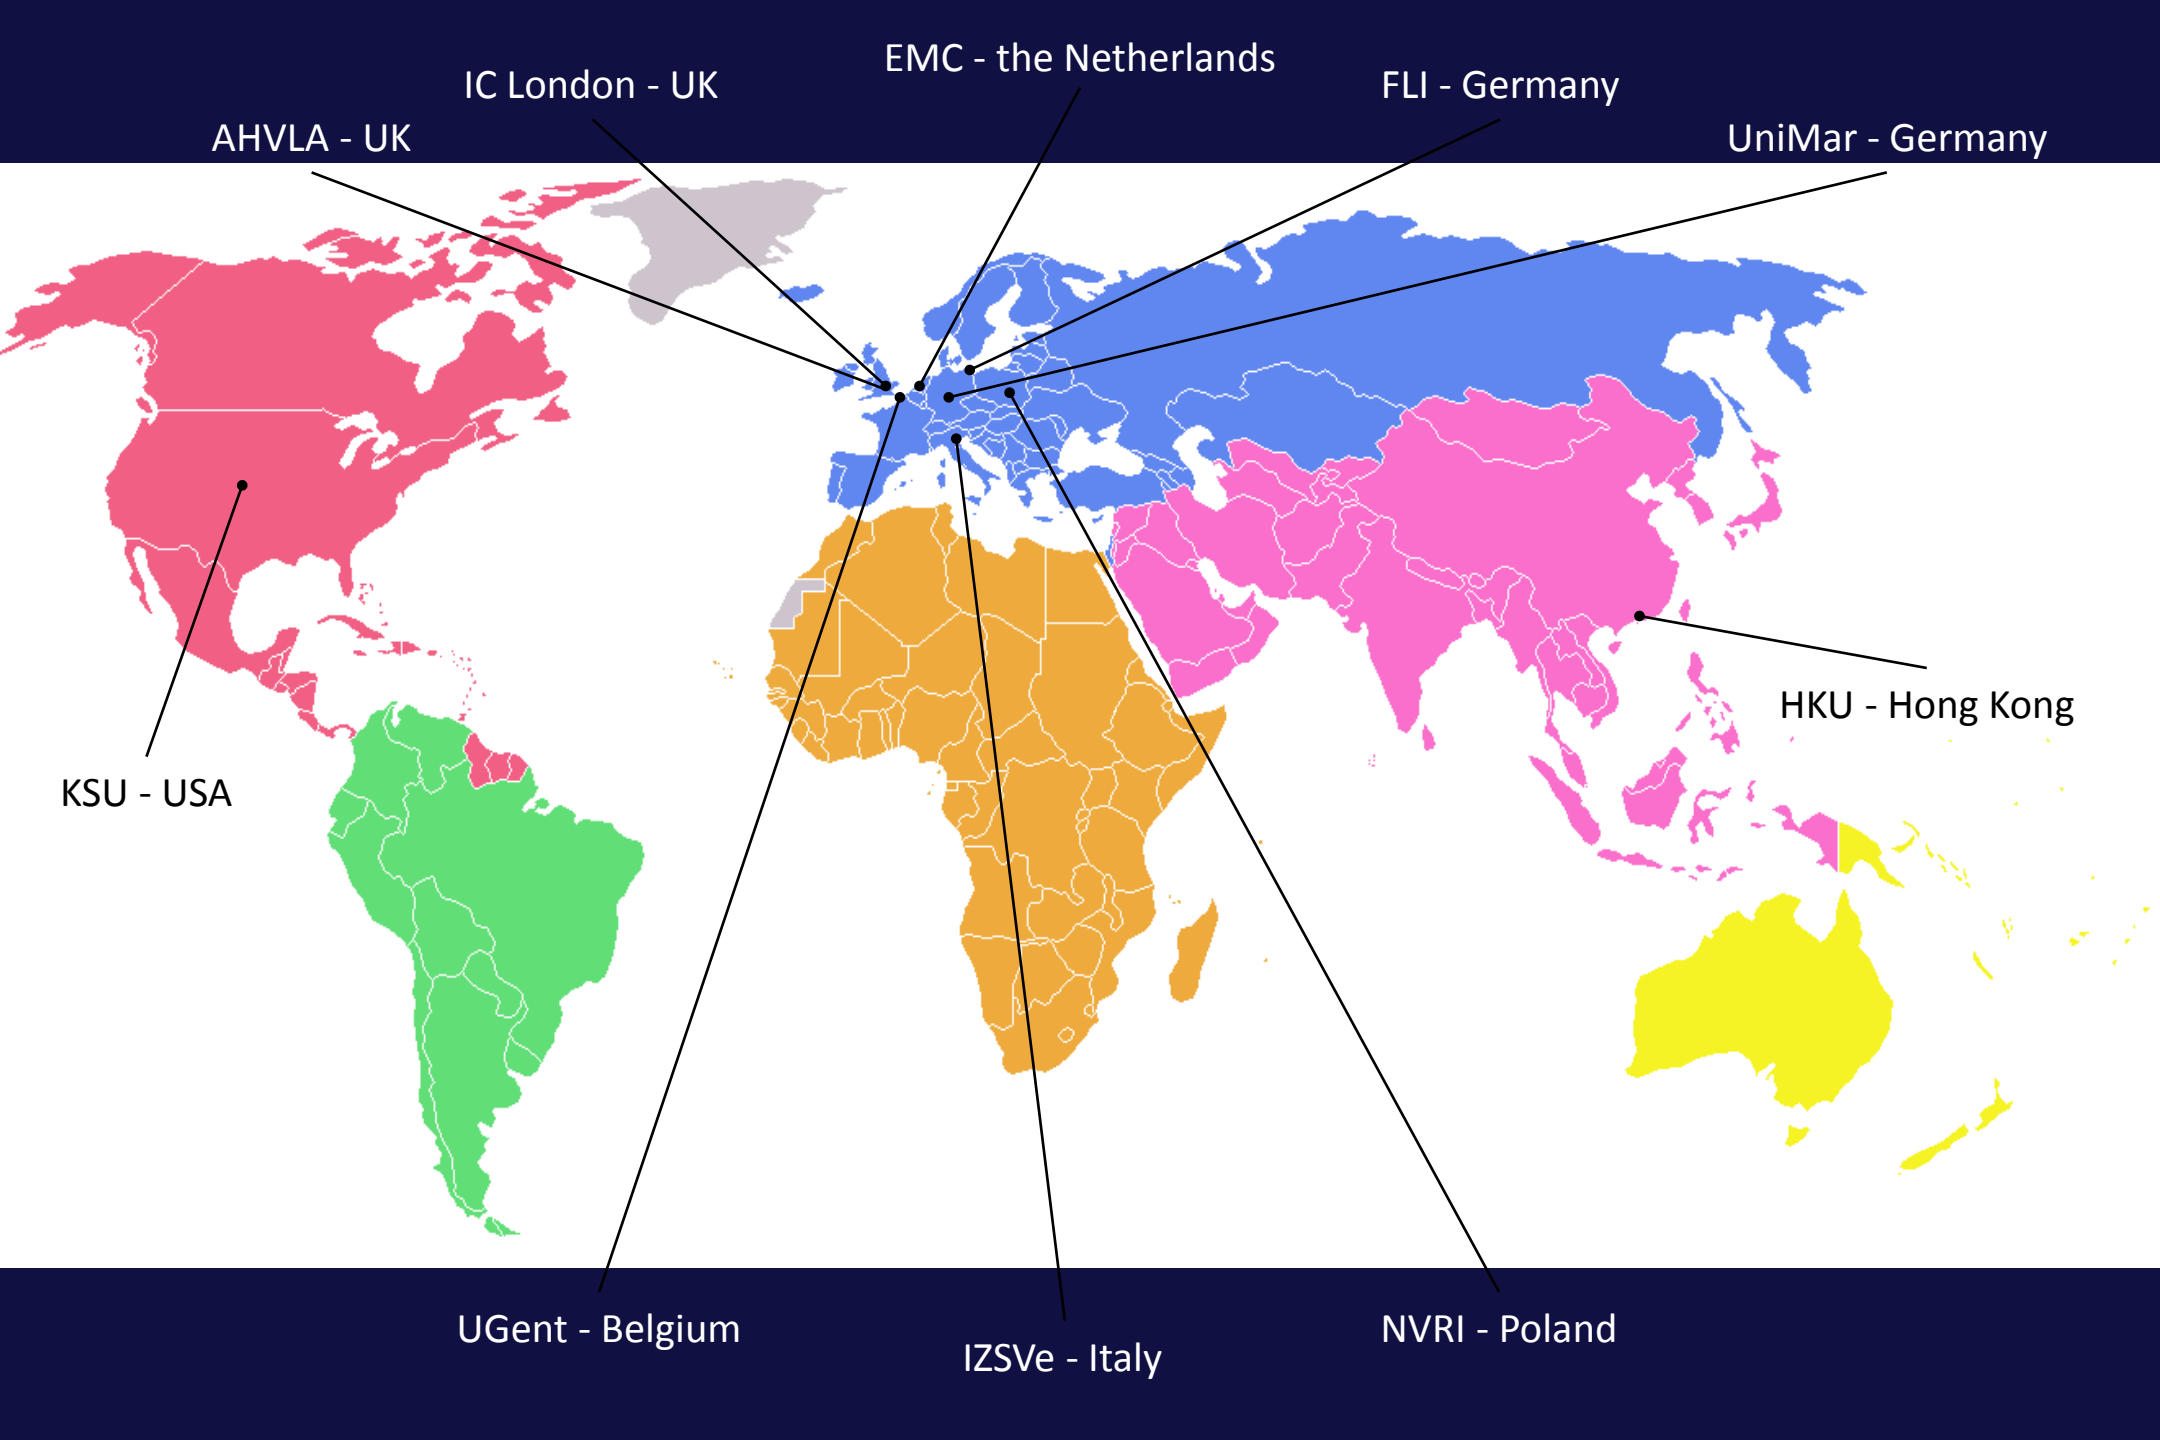 EMC - the Netherlands
IC London - UK
FLI - Germany
AHVLA - UK
UniMar - Germany
HKU - Hong Kong
KSU - USA
UGent - Belgium
IZSVe - Italy
NVRI - Poland